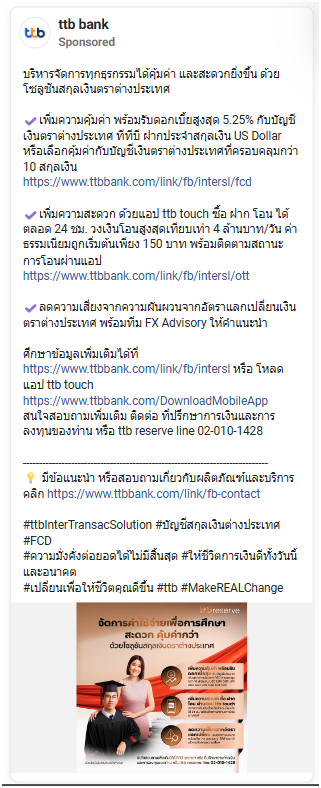 ttb bank
ttb
Sponsored
บริหารจัดการทุกธุรกรรมได้คุ้มค่า และสะดวกยิ่งขึ้น ด้วย
โซลูชันสกุลเงินตราต่างประเทศ
✔️ เพิ่มความคุ้มค่า พร้อมรับดอกเบี้ยสูงสุด 5.25% กับบัญชี
เงินตราต่างประเทศ ทีทีบี ฝากประจำสกุลเงิน US Dollar
หรือเลือกคุ้มค่ากับบัญชีเงินตราต่างประเทศที่ครอบคลุมกว่า
10 สกุลเงิน
https://www.ttbbank.com/link/fb/intersl/fcd
✔️ เพิ่มความสะดวก ด้วยแอป ttb touch ซื้อ ฝาก โอน ได้
ตลอด 24 ชม. วงเงินโอนสูงสุดเทียบเท่า 4 ล้านบาท/วัน ค่า
ธรรมเนียมถูกเริ่มต้นเพียง 150 บาท พร้อมติดตามสถานะ
การโอนผ่านแอป
https://www.ttbbank.com/link/fb/intersl/ott
✔️ ลดความเสี่ยงจากความผันผวนจากอัตราแลกเปลี่ยนเงิน
ตราต่างประเทศ พร้อมทีม FX Advisory ให้คำแนะนำ
ศึกษาข้อมูลเพิ่มเติมได้ที่
https://www.ttbbank.com/link/fb/intersl หรือ โหลด
แอป ttb touch
https://www.ttbbank.com/DownloadMobileApp
สนใจสอบถามเพิ่มเติม ติดต่อ ที่ปรึกษาการเงินและการ
ลงทุนของท่าน หรือ ttb reserve line 02-010-1428
💡 มีข้อแนะนำ หรือสอบถามเกี่ยวกับผลิตภัณฑ์และบริการ
คลิก https://www.ttbbank.com/link/fb-contact
#ttbInterTransacSolution #บัญชีสกุลเงินต่างประเทศ
#FCD
#ความมั่งคั่งต่อยอดได้ไม่มีสิ้นสุด #ให้ชีวิตการเงินดีทั้งวันนี้
และอนาคต
#เปลี่ยนเพื่อให้ชีวิตคุณดีขึ้น #ttb #MakeREALChange
ttb reserve
จัดการค่าใช้จ่ายเพื่อการศึกษา
สะดวก คุ้มค่ากว่า
ด้วยโซลูชันสกุลเงินตราต่างประเทศ